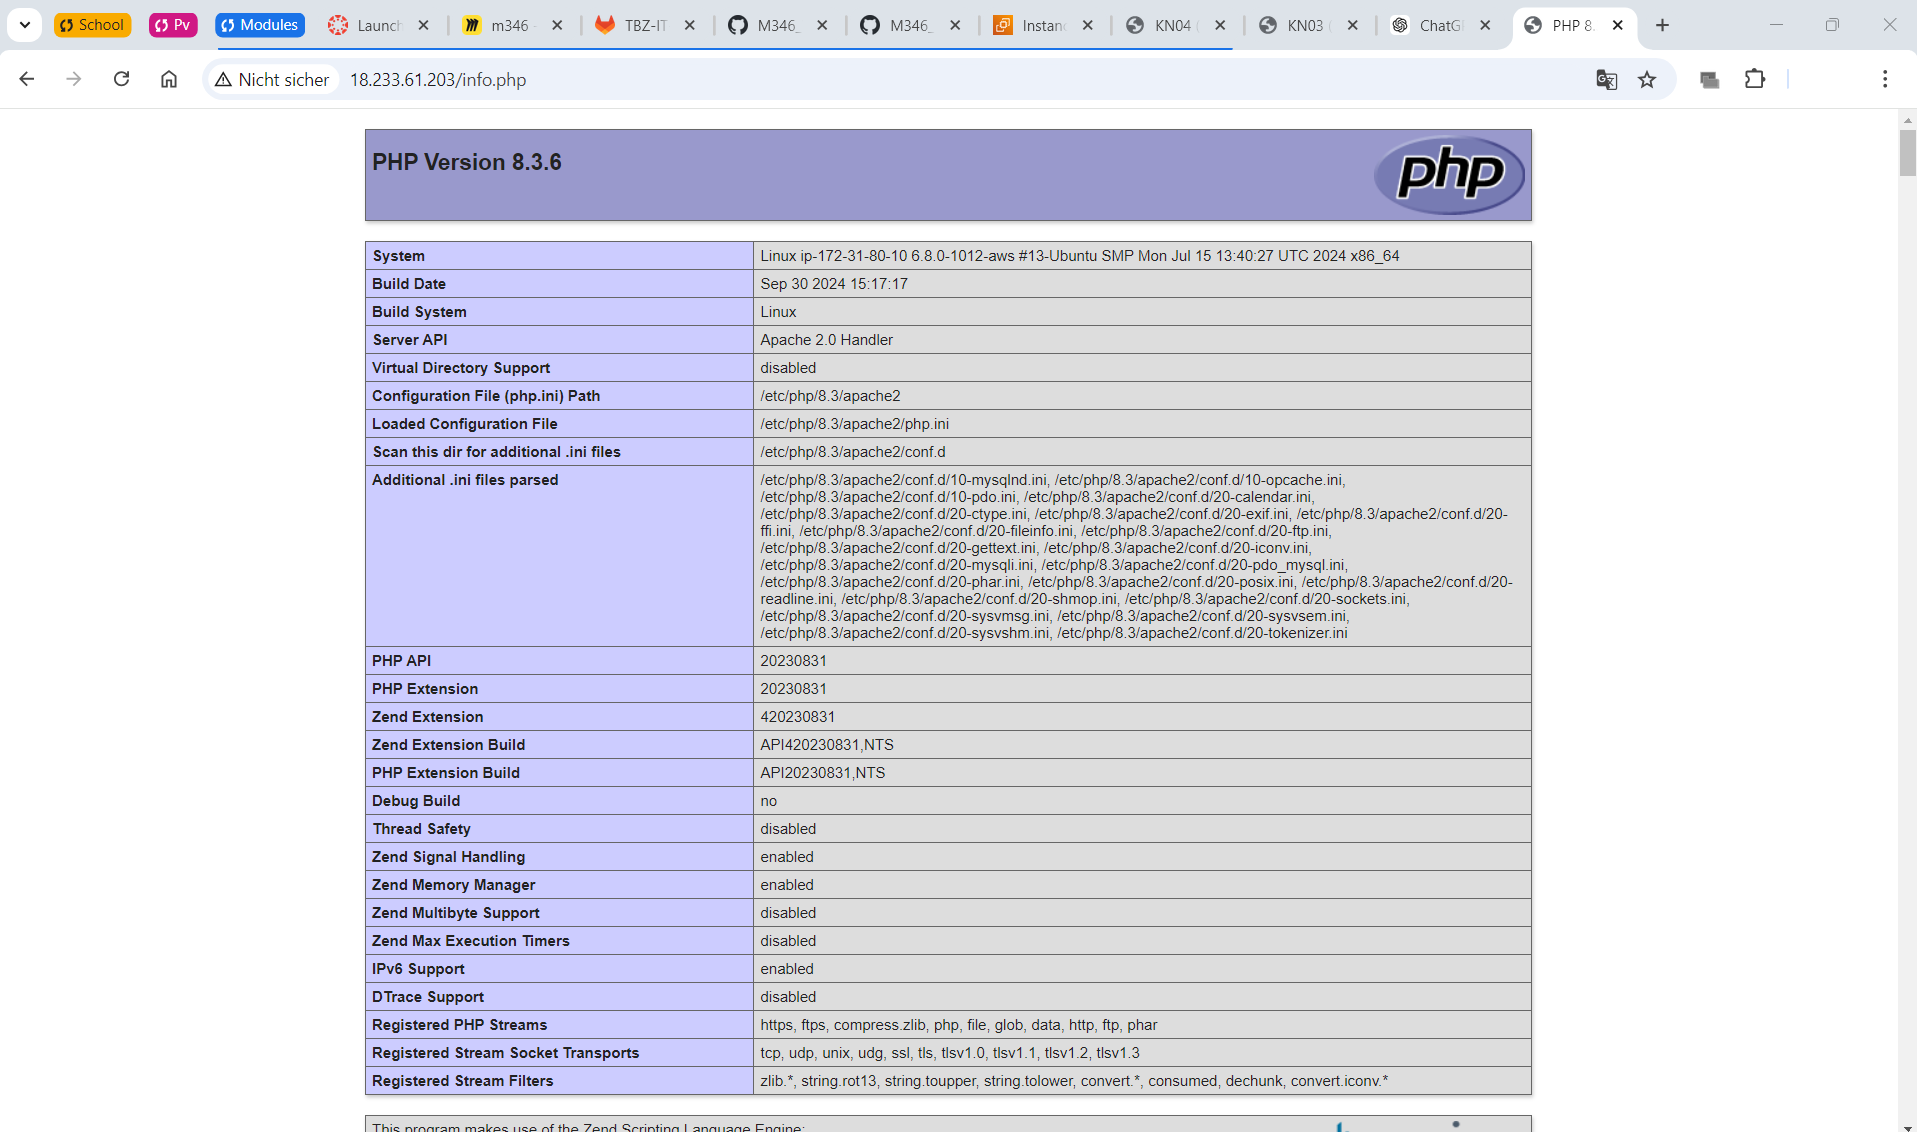 School
Pv
Modules
Launch
m346 -
TBZ-IT
M346_
M346_
Instanc
KN04 (
KN03 (
ChatGP
PHP 8.
Nicht sicher
18.233.61.203/info.php
PHP Version 8.3.6
php
System Linux ip-172-31-80-10 6.8.0-1012-aws #13-Ubuntu SMP Mon Jul 15 13:40:27 UTC 2024 x86_64
Build Date Sep 30 2024 15:17:17
Build System Linux
Server API Apache 2.0 Handler
Virtual Directory Support disabled
Configuration File (php.ini) Path /etc/php/8.3/apache2
Loaded Configuration File /etc/php/8.3/apache2/php.ini
Scan this dir for additional .ini files /etc/php/8.3/apache2/conf.d
Additional .ini files parsed /etc/php/8.3/apache2/conf.d/10-mysqlnd.ini, /etc/php/8.3/apache2/conf.d/10-opcache.ini,
/etc/php/8.3/apache2/conf.d/10-pdo.ini, /etc/php/8.3/apache2/conf.d/20-calendar.ini,
/etc/php/8.3/apache2/conf.d/20-ctype.ini, /etc/php/8.3/apache2/conf.d/20-exif.ini, /etc/php/8.3/apache2/conf.d/20-
ffi.ini, /etc/php/8.3/apache2/conf.d/20-fileinfo.ini, /etc/php/8.3/apache2/conf.d/20-ftp.ini,
/etc/php/8.3/apache2/conf.d/20-gettext.ini, /etc/php/8.3/apache2/conf.d/20-iconv.ini,
/etc/php/8.3/apache2/conf.d/20-mysqli.ini, /etc/php/8.3/apache2/conf.d/20-pdo_mysql.ini,
/etc/php/8.3/apache2/conf.d/20-phar.ini, /etc/php/8.3/apache2/conf.d/20-posix.ini, /etc/php/8.3/apache2/conf.d/20-
readline.ini, /etc/php/8.3/apache2/conf.d/20-shmop.ini, /etc/php/8.3/apache2/conf.d/20-sockets.ini,
/etc/php/8.3/apache2/conf.d/20-sysvmsg.ini, /etc/php/8.3/apache2/conf.d/20-sysvsem.ini,
/etc/php/8.3/apache2/conf.d/20-sysvshm.ini, /etc/php/8.3/apache2/conf.d/20-tokenizer.ini
PHP API 20230831
PHP Extension 20230831
Zend Extension 420230831
Zend Extension Build API420230831,NTS
PHP Extension Build API20230831,NTS
Debug Build no
Thread Safety disabled
Zend Signal Handling enabled
Zend Memory Manager enabled
Zend Multibyte Support disabled
Zend Max Execution Timers disabled
IPv6 Support enabled
DTrace Support disabled
Registered PHP Streams https, ftps, compress.zlib, php, file, glob, data, http, ftp, phar
Registered Stream Socket Transports tcp, udp, unix, udg, ssl, tls, tlsv1.0, tlsv1.1, tlsv1.2, tlsv1.3
Registered Stream Filters zlib.*, string.rot13, string.toupper, string.tolower, convert.*, consumed, dechunk, convert.iconv.*
This program makes use of the Zend Scripting Language Engine: